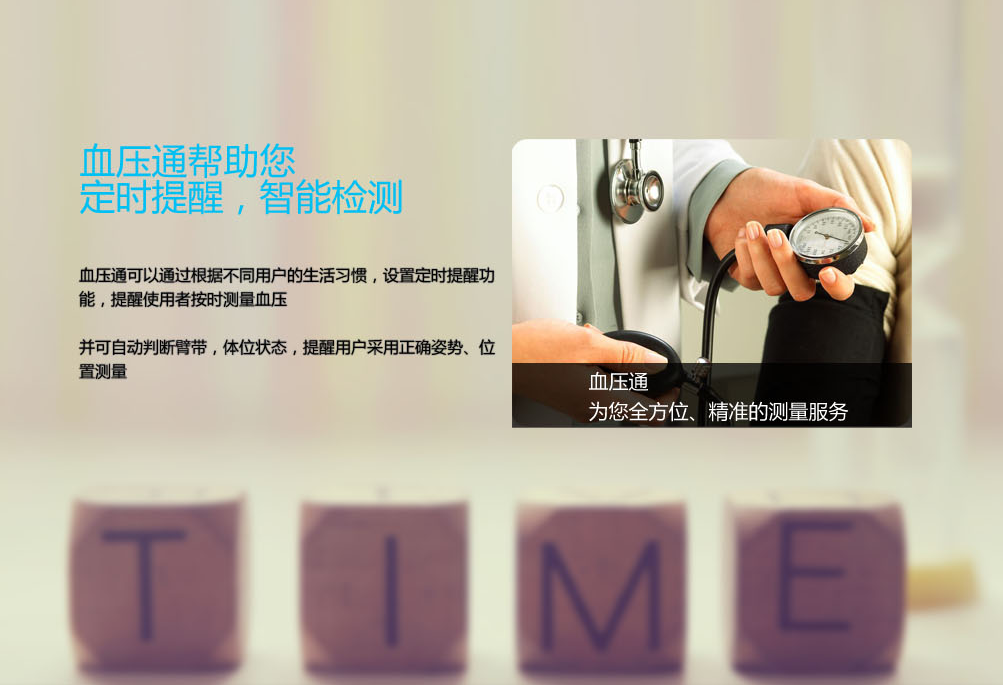 血压通帮助您
定时提醒，智能检测
血压通可以通过根据不同用户的生活习惯，设置定时提醒功
能，提醒使用者按时测量血压
并可自动判断臂带，体位状态，提醒用户采用正确姿势、位
置测量
血压通
为您全方位、精准的测量服务
TIME